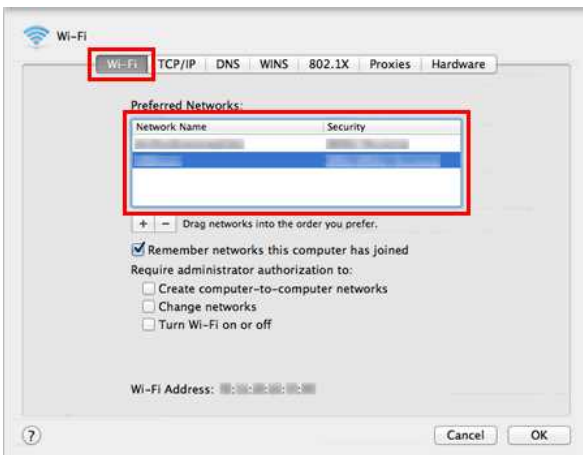 Wi-Fi
Wi-Fi TCP/IP DNS WINS 802.1X Proxies Hardware
Preferred Networks:
Network Name Security
+ − Drag networks into the order you prefer.
Remember networks this computer has joined
Require administrator authorization to:
Create computer-to-computer networks
Change networks
Turn Wi-Fi on or off
Wi-Fi Address:
? Cancel OK